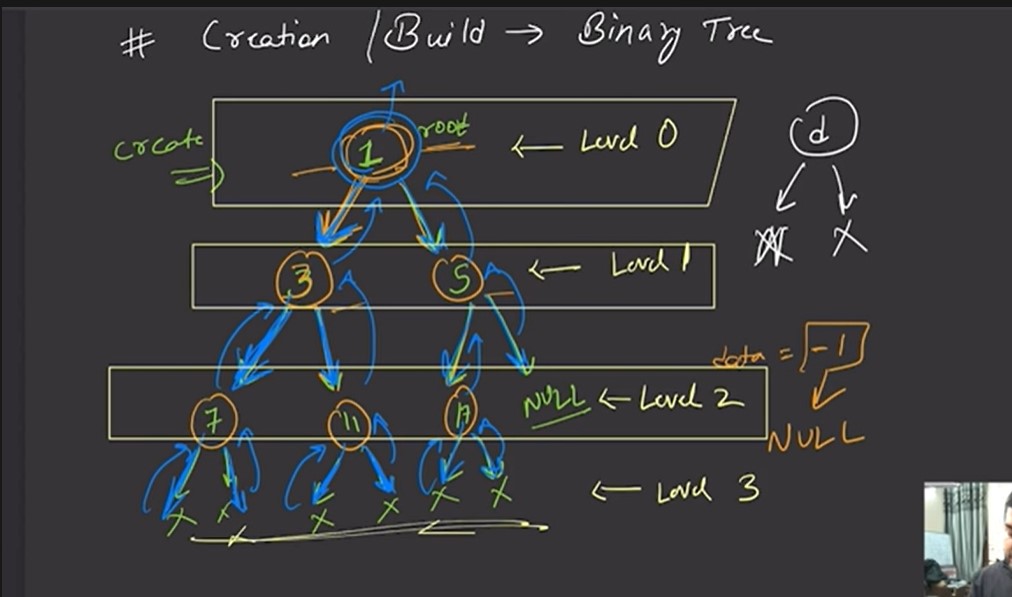 # Creation / Build → Binary Tree
create
1
root
← Level 0
d
X X
3
5
← Level 1
data = -1
NULL
7
11
17
NULL
← Level 2
X X X X X X
← Level 3